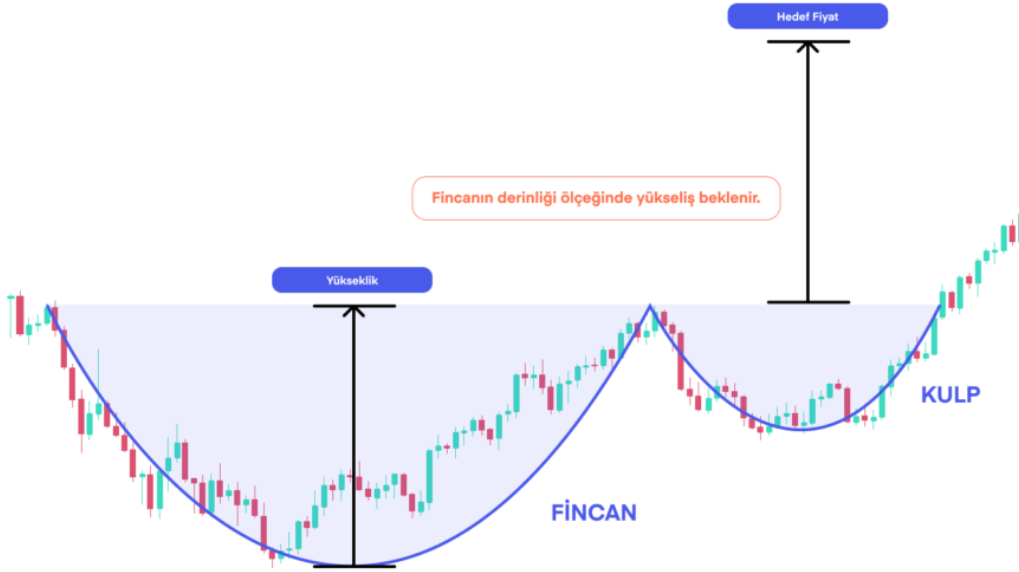 Hedef Fiyat
Fincanın derinliği ölçeğinde yükseliş beklenir.
Yükseklik
KULP
FİNCAN